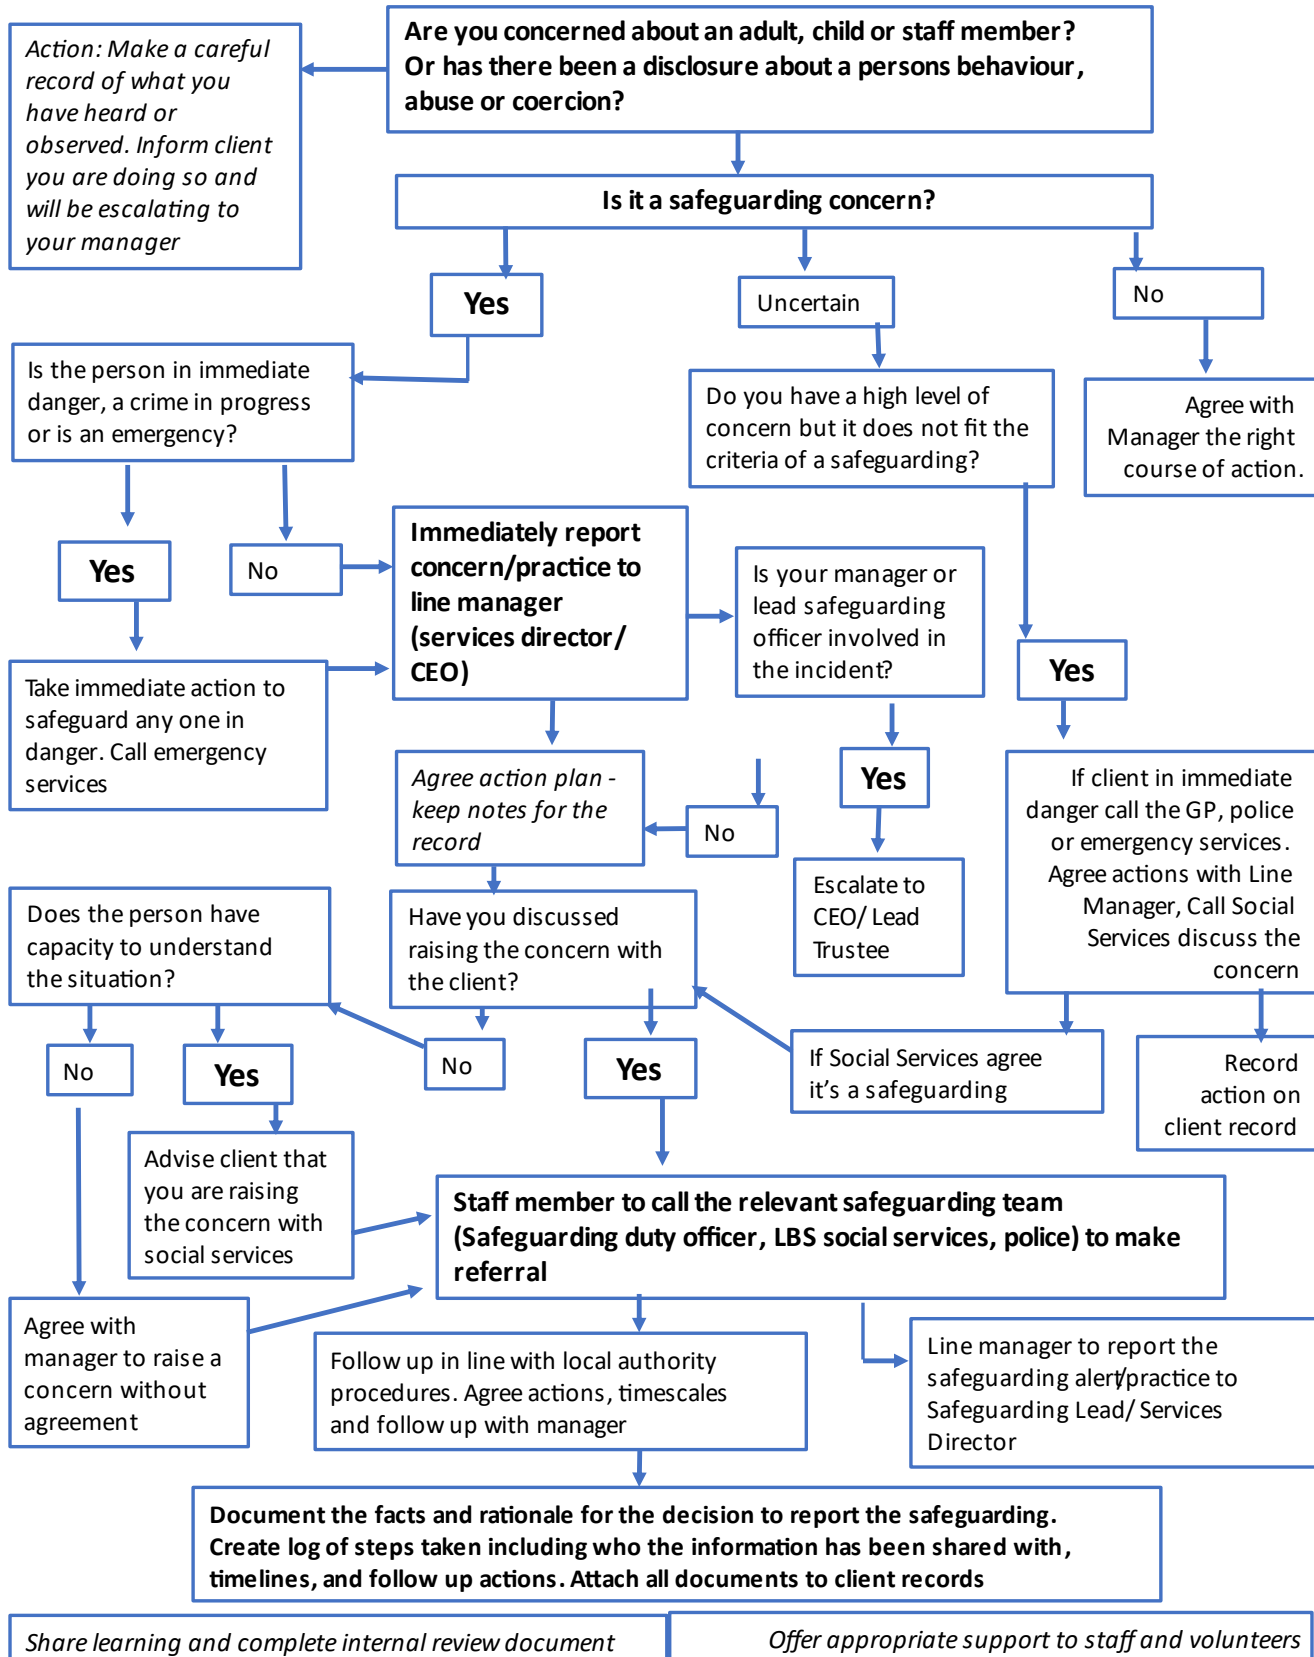 Are you concerned about an adult, child or staff member?
Or has there been a disclosure about a persons behaviour,
abuse or coercion?
Action: Make a careful
record of what you
have heard or
observed. Inform client
you are doing so and
will be escalating to
your manager
Is it a safeguarding concern?
Yes
Uncertain
No
Is the person in immediate
danger, a crime in progress
or is an emergency?
Do you have a high level of
concern but it does not fit the
criteria of a safeguarding?
Agree with
Manager the right
course of action.
Yes
No
Immediately report
concern/practice to
line manager
(services director/
CEO)
Is your manager or
lead safeguarding
officer involved in
the incident?
Yes
Take immediate action to
safeguard any one in
danger. Call emergency
services
Agree action plan -
keep notes for the
record
No
Yes
If client in immediate
danger call the GP, police
or emergency services.
Agree actions with Line
Manager, Call Social
Services discuss the
concern
Escalate to
CEO/ Lead
Trustee
Does the person have
capacity to understand
the situation?
Have you discussed
raising the concern with
the client?
No
Yes
No
Yes
If Social Services agree
it's a safeguarding
Record
action on
client record
Advise client that
you are raising
the concern with
social services
Staff member to call the relevant safeguarding team
(Safeguarding duty officer, LBS social services, police) to make
referral
Agree with
manager to raise a
concern without
agreement
Follow up in line with local authority
procedures. Agree actions, timescales
and follow up with manager
Line manager to report the
safeguarding alert/practice to
Safeguarding Lead/ Services
Director
Document the facts and rationale for the decision to report the safeguarding.
Create log of steps taken including who the information has been shared with,
timelines, and follow up actions. Attach all documents to client records
Share learning and complete internal review document
Offer appropriate support to staff and volunteers